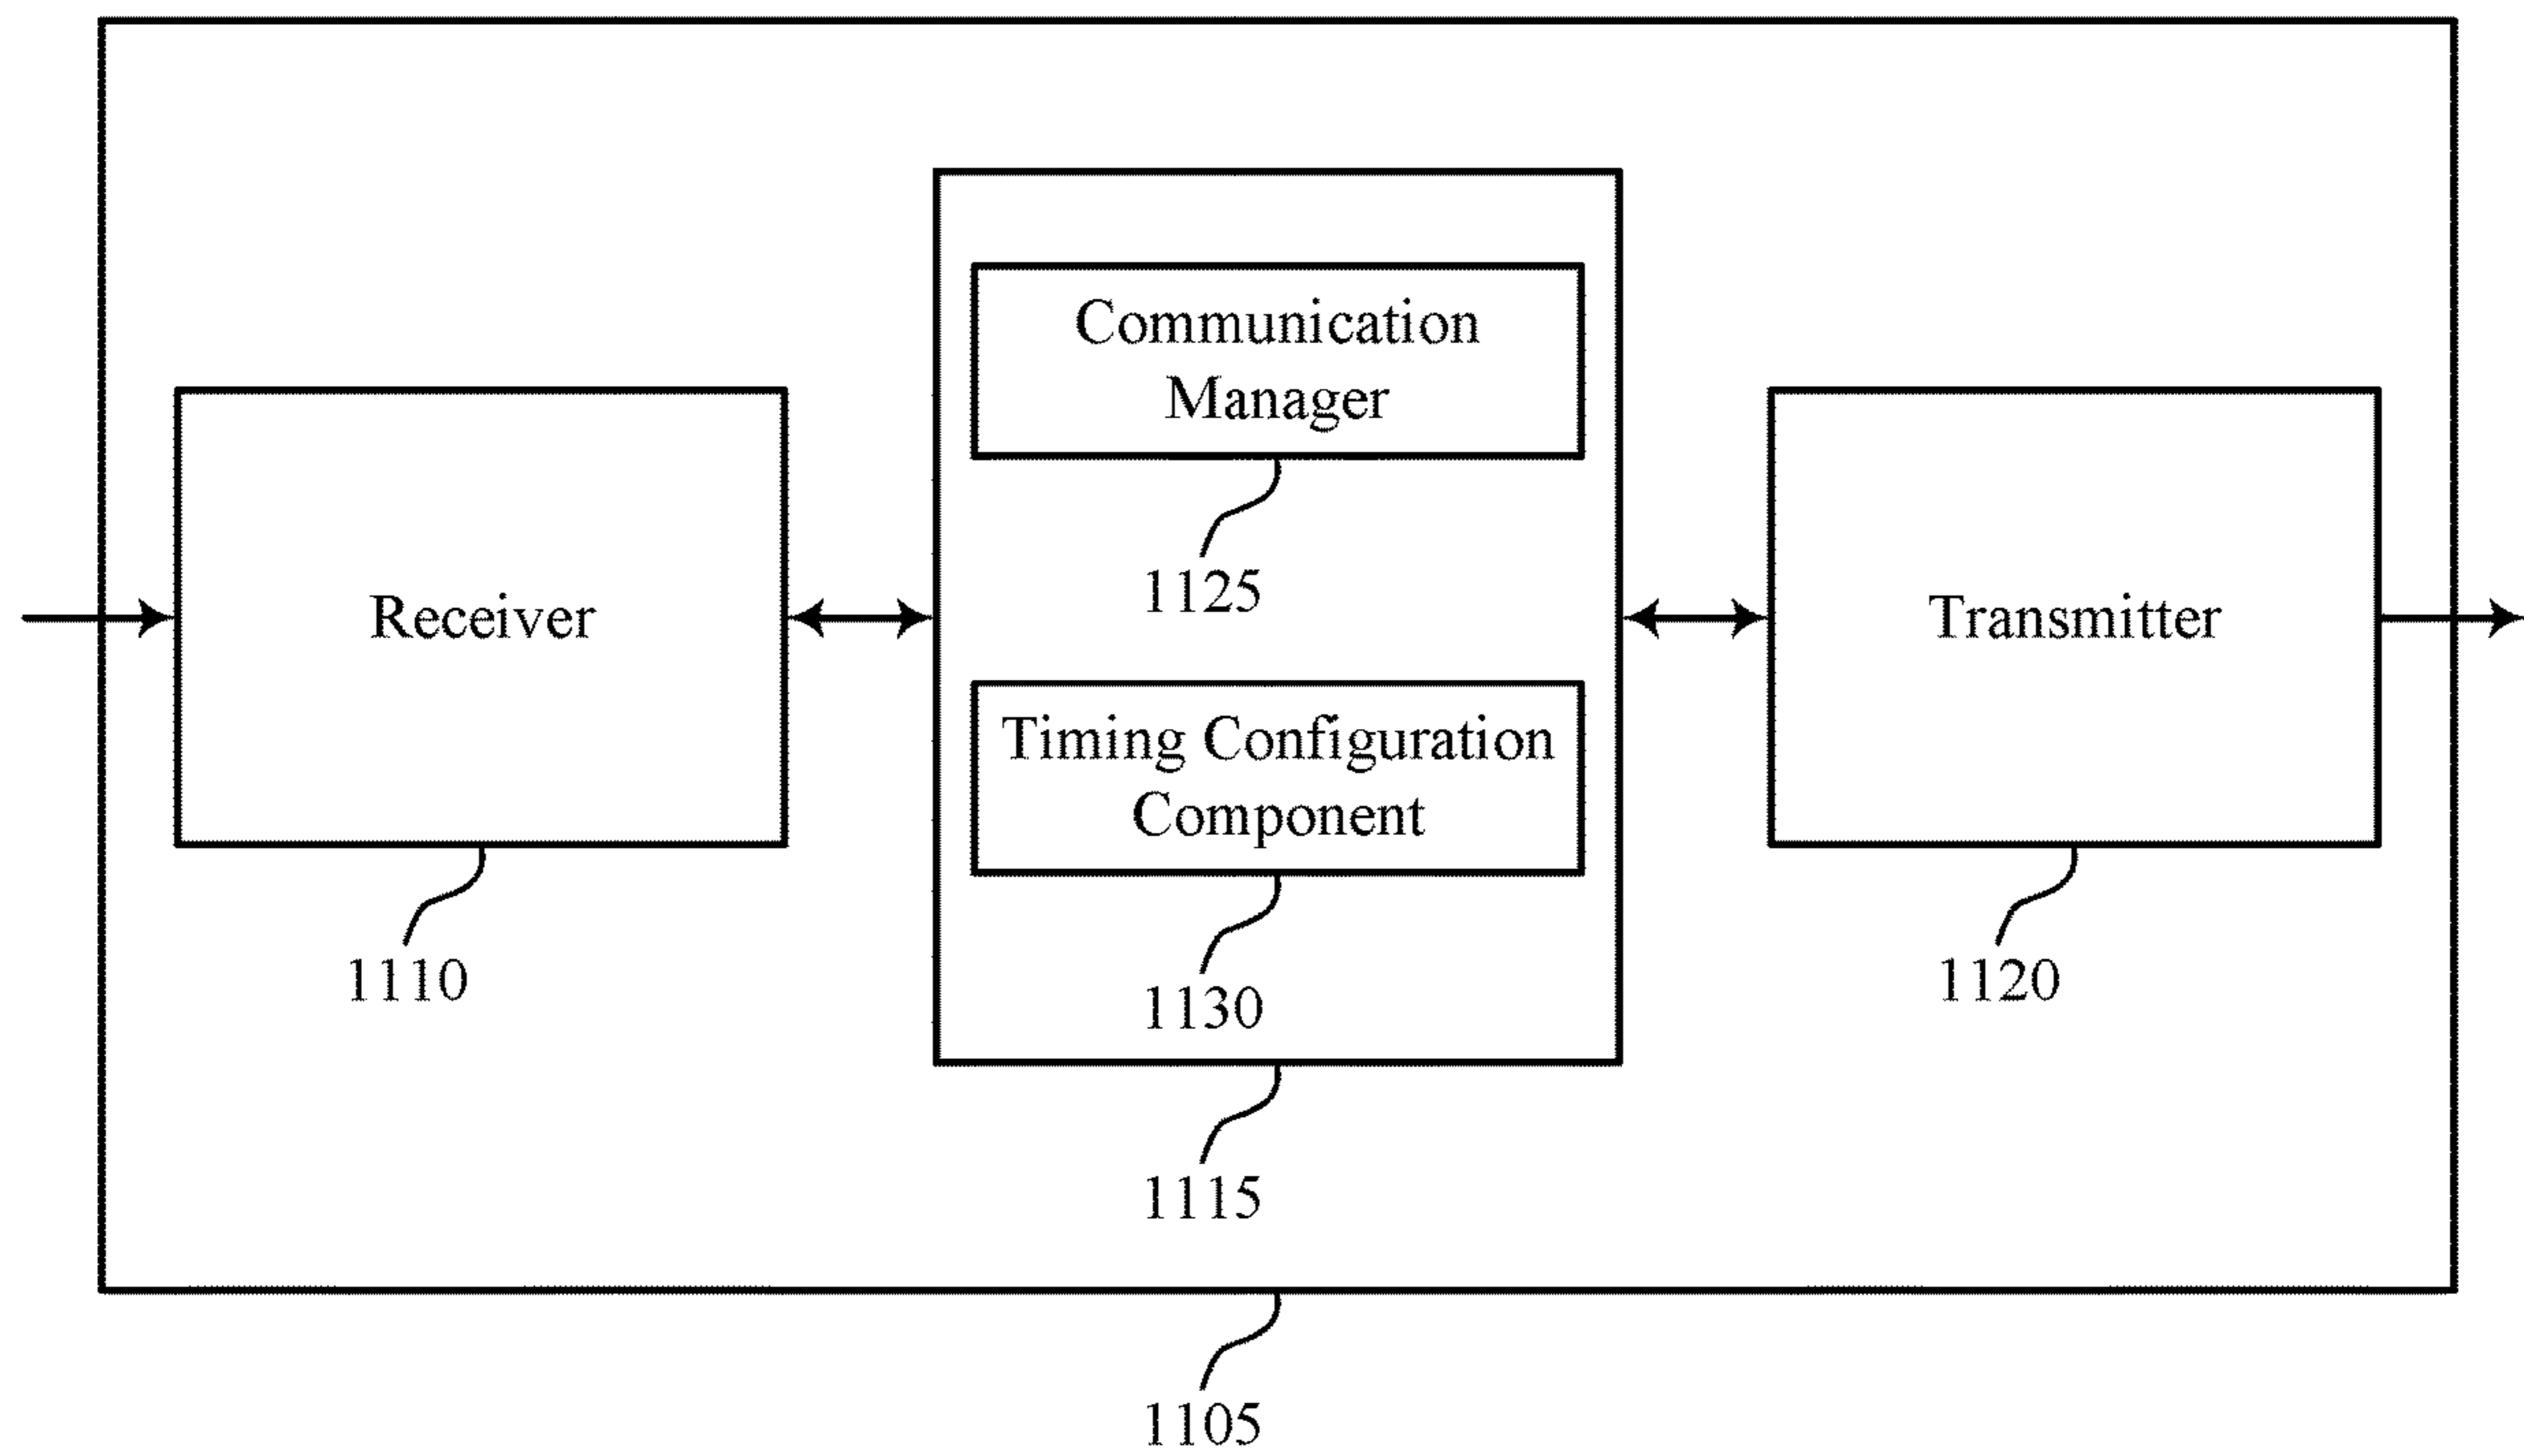 Communication
Manager
1125
Receiver
1110
Timing Configuration
Component
1130
Transmitter
1120
1115
1105